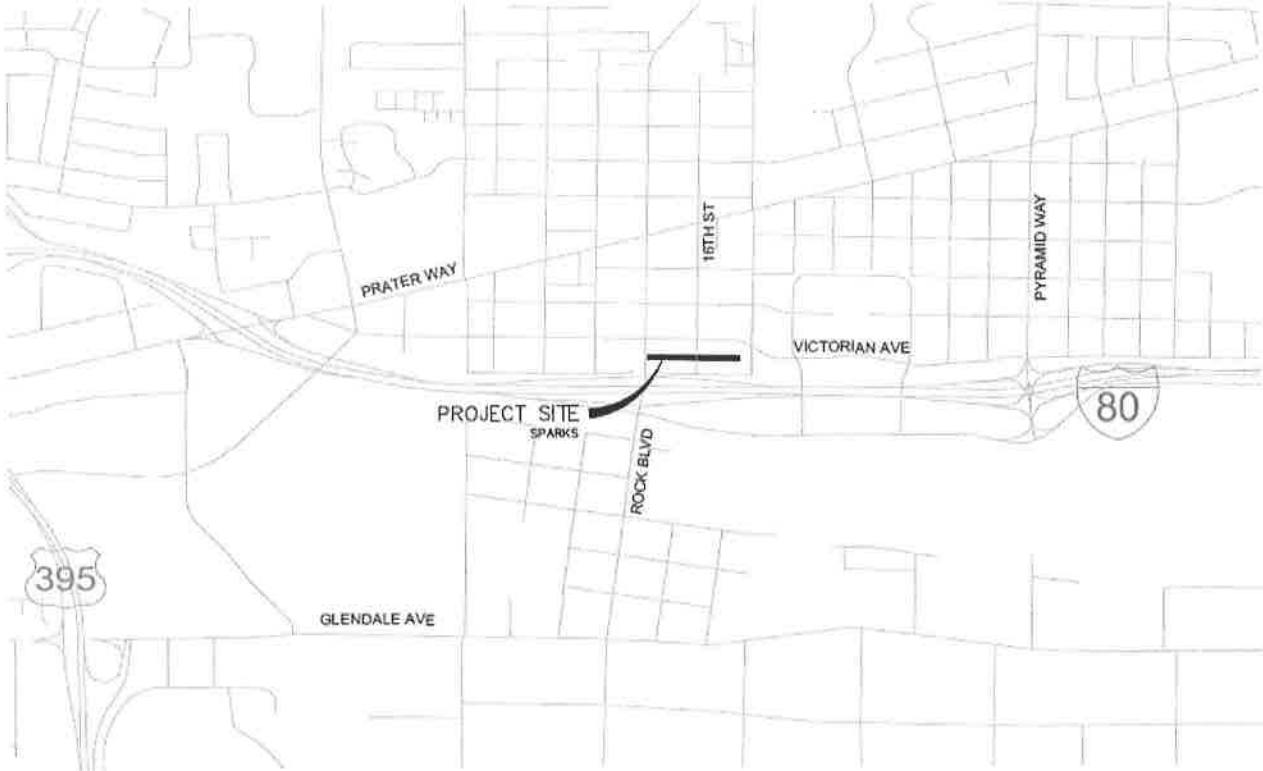 16TH ST
PYRAMID WAY
PRATER WAY
VICTORIAN AVE
80
PROJECT SITE
SPARKS
ROCK BLVD
395
GLENDALE AVE